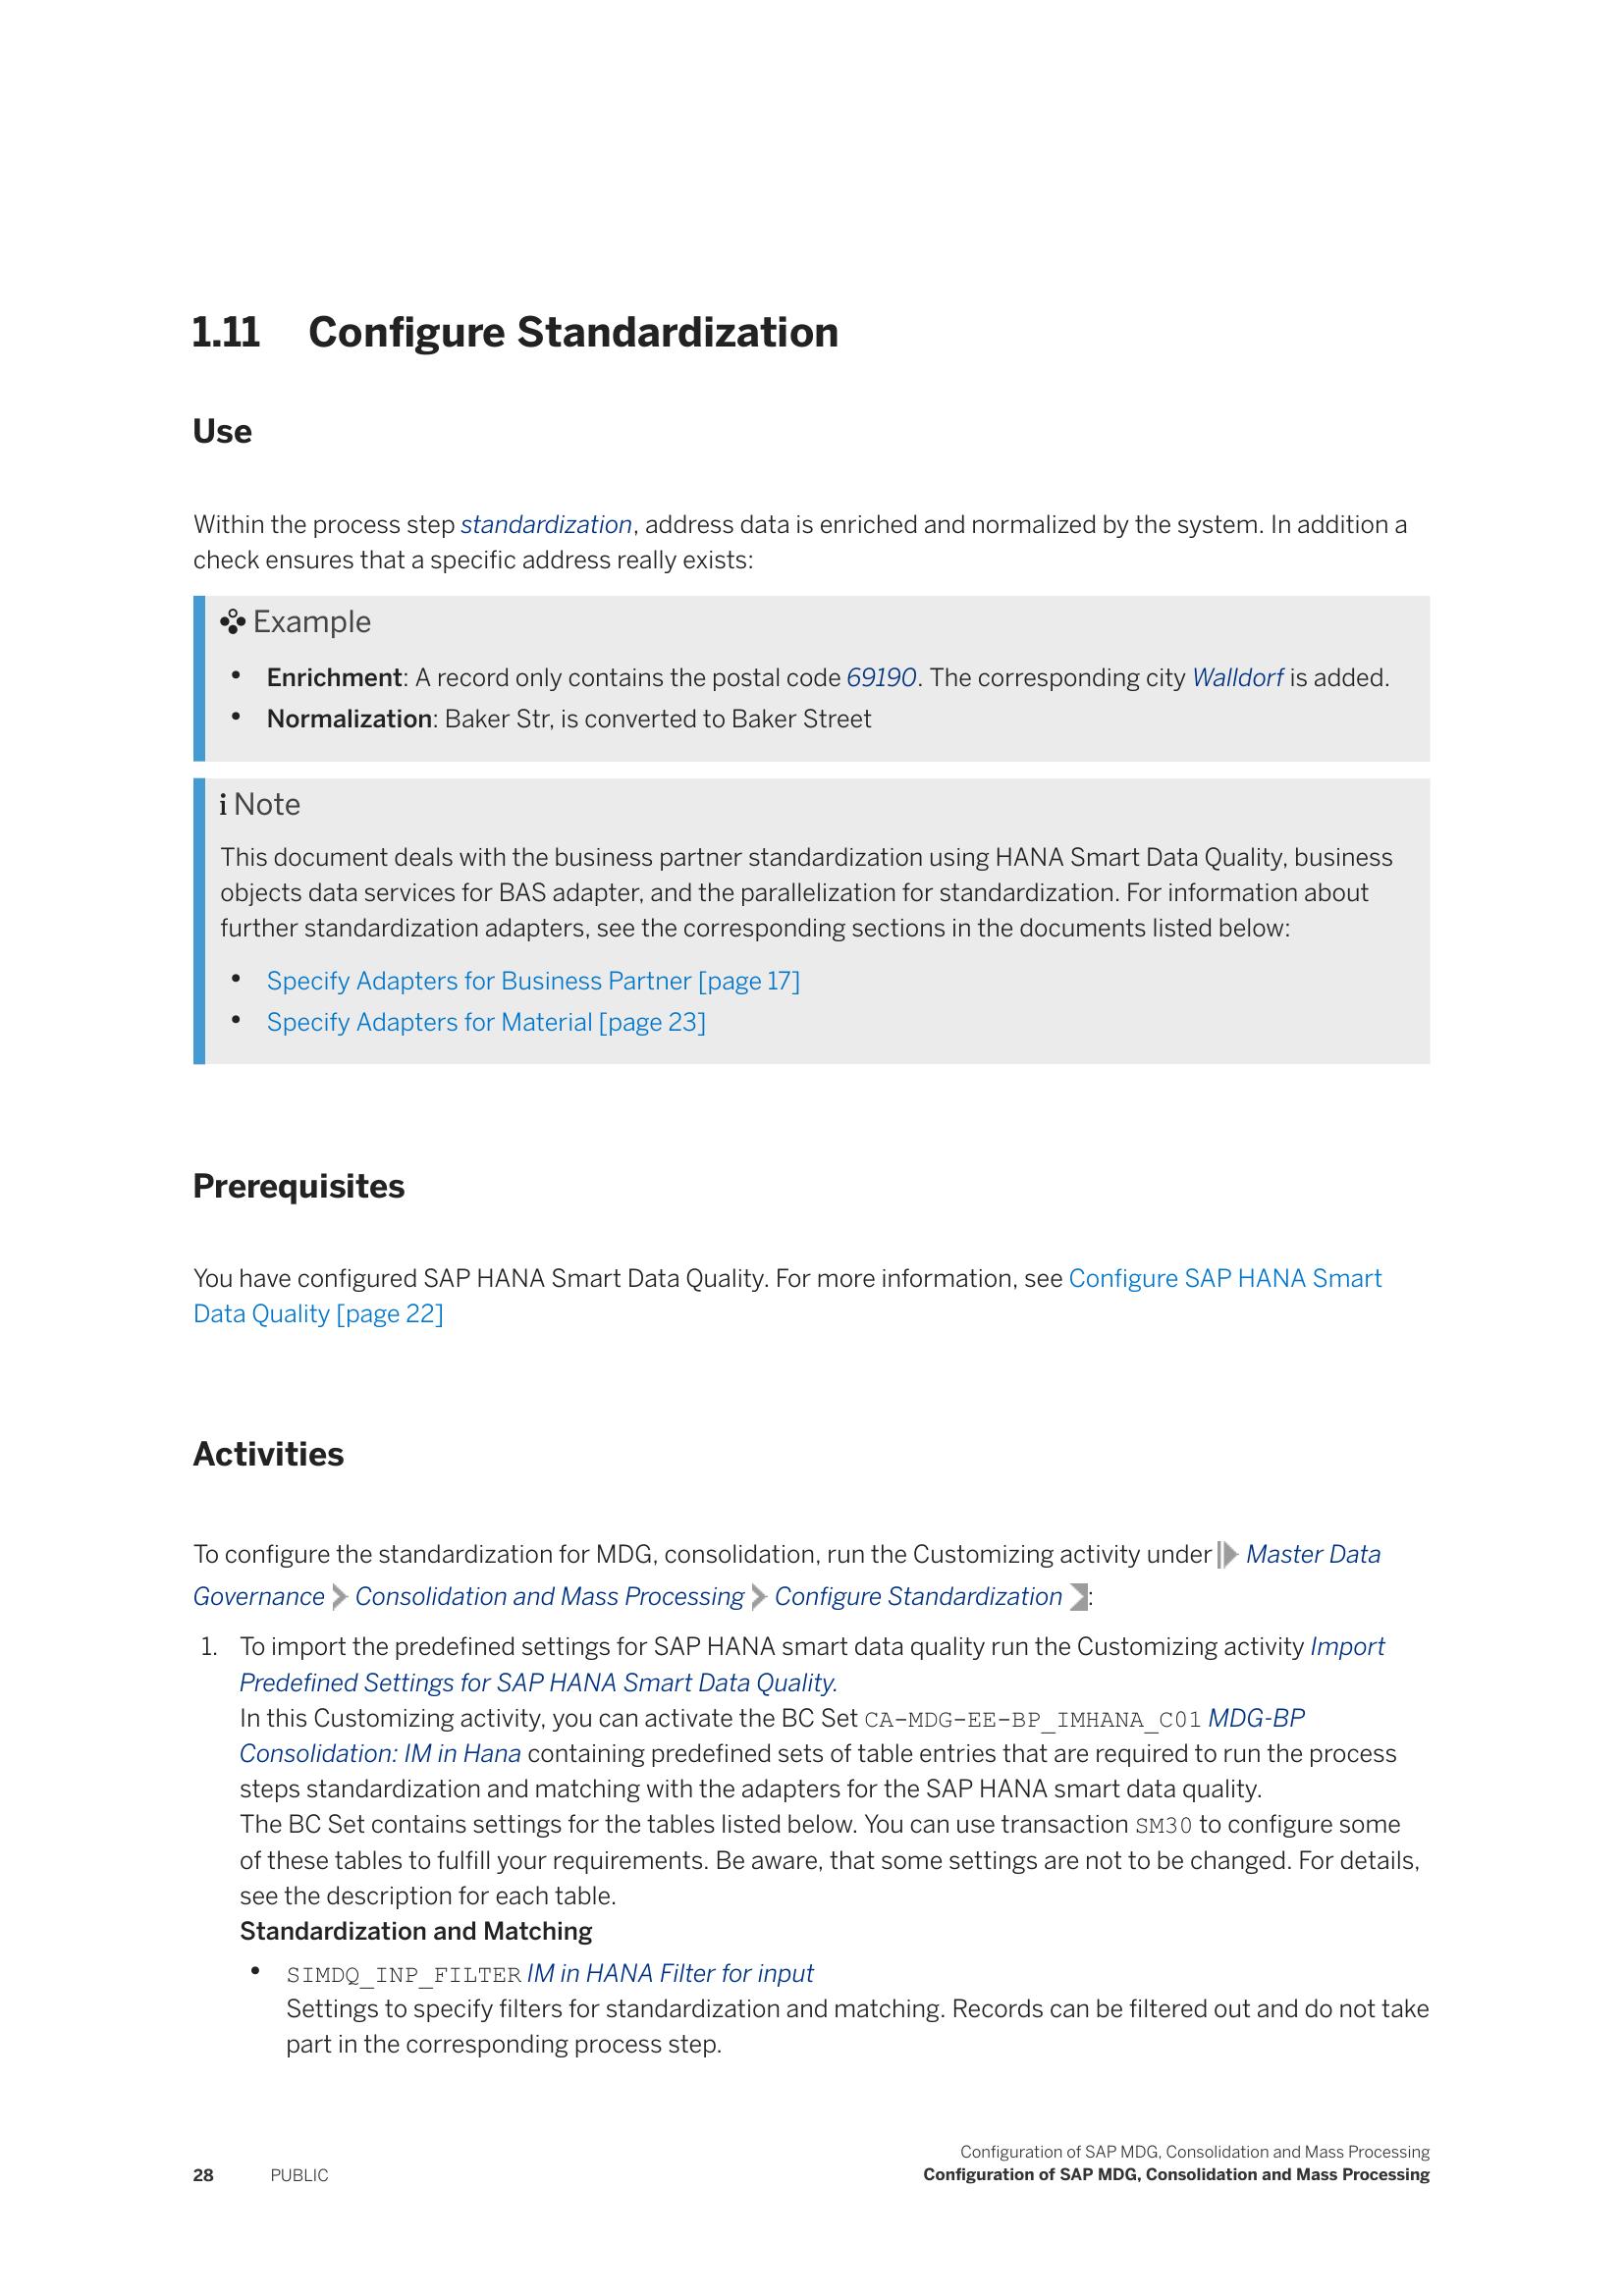 1.11 Configure Standardization
Use
Within the process step standardization, address data is enriched and normalized by the system. In addition a
check ensures that a specific address really exists:
Example
• Enrichment: A record only contains the postal code 69190. The corresponding city Walldorf is added.
• Normalization: Baker Str, is converted to Baker Street
i Note
This document deals with the business partner standardization using HANA Smart Data Quality, business
objects data services for BAS adapter, and the parallelization for standardization. For information about
further standardization adapters, see the corresponding sections in the documents listed below:
• Specify Adapters for Business Partner [page 17]
• Specify Adapters for Material [page 23]
Prerequisites
You have configured SAP HANA Smart Data Quality. For more information, see Configure SAP HANA Smart
Data Quality [page 22]
Activities
To configure the standardization for MDG, consolidation, run the Customizing activity under Master Data
Governance Consolidation and Mass Processing Configure Standardization :
1. To import the predefined settings for SAP HANA smart data quality run the Customizing activity Import
Predefined Settings for SAP HANA Smart Data Quality.
In this Customizing activity, you can activate the BC Set CA-MDG-EE-BP_IMHANA_C01 MDG-BP
Consolidation: IM in Hana containing predefined sets of table entries that are required to run the process
steps standardization and matching with the adapters for the SAP HANA smart data quality.
The BC Set contains settings for the tables listed below. You can use transaction SM30 to configure some
of these tables to fulfill your requirements. Be aware, that some settings are not to be changed. For details,
see the description for each table.
Standardization and Matching
• SIMDQ_INP_FILTER IM in HANA Filter for input
Settings to specify filters for standardization and matching. Records can be filtered out and do not take
part in the corresponding process step.
Configuration of SAP MDG, Consolidation and Mass Processing
28 PUBLIC Configuration of SAP MDG, Consolidation and Mass Processing